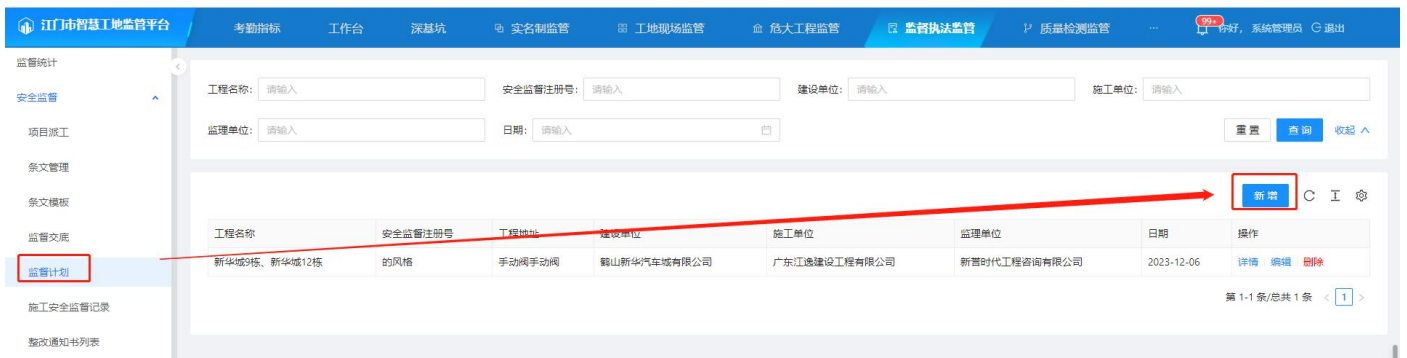 江门市智慧工地监管平台 考勤指标 工作台 深基坑 实名制监管 工地现场监管 危大工程监管 监督执法监管 质量检测监管 ... 99+ 你好，系统管理员 退出
监督统计
安全监督
项目派工
条文管理
条文模板
监督交底
监督计划
施工安全监督记录
整改通知书列表
工程名称: 请输入 安全监督注册号: 请输入 建设单位: 请输入 施工单位: 请输入
监理单位: 请输入 日期: 请输入 重置 查询 收起
新增
工程名称 安全监督注册号 工程地址 建设单位 施工单位 监理单位 日期 操作
新华城9栋、新华城12栋 的风格 手动阀手动阀 鹤山新华汽车城有限公司 广东江逸建设工程有限公司 新誉时代工程咨询有限公司 2023-12-06 详情 编辑 删除
第 1-1 条/总共 1 条 < 1 >